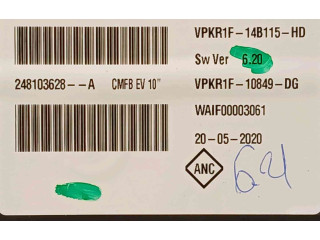 VPKR1F-14B115-HD
Sw Ver 6.20
248103628--A CMFB EV 10"
VPKR1F-10849-DG
WAIF00003061
20-05-2020
ANC